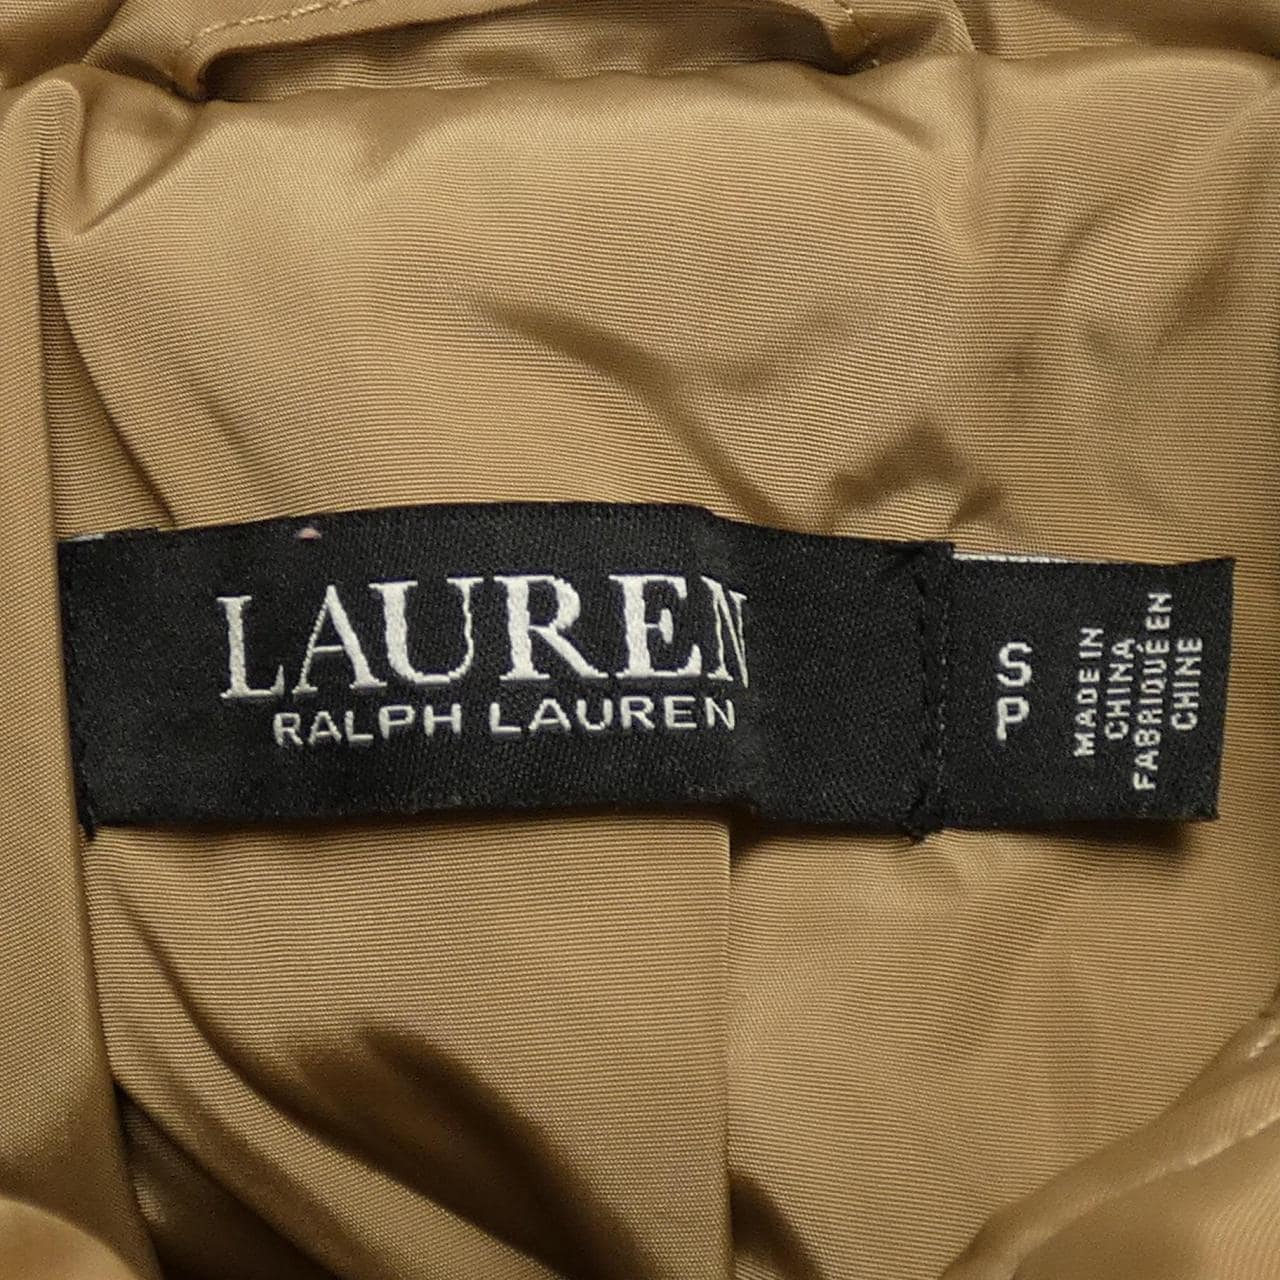 LAUREN
RALPH LAUREN
S
P
MADE IN
CHINA
FABRIQUÉ EN
CHINE